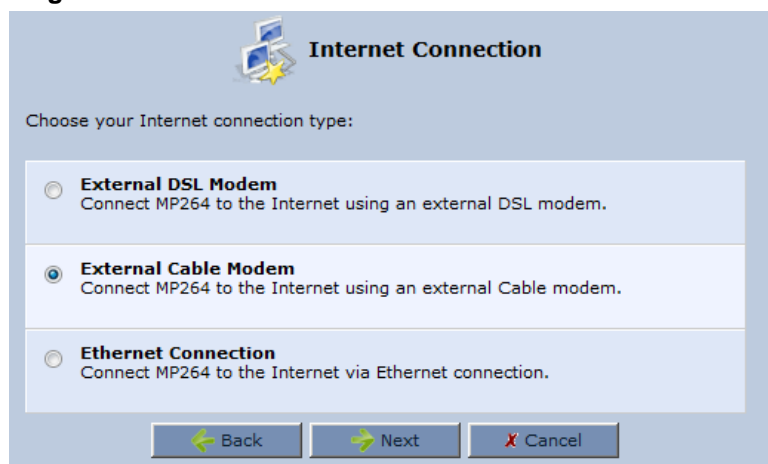 Internet Connection
Choose your Internet connection type:
External DSL Modem
Connect MP264 to the Internet using an external DSL modem.
External Cable Modem
Connect MP264 to the Internet using an external Cable modem.
Ethernet Connection
Connect MP264 to the Internet via Ethernet connection.
Back Next X Cancel